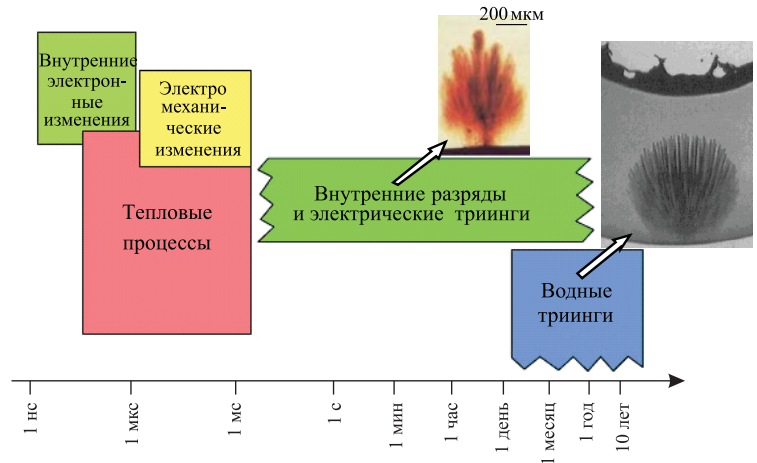 200 мкм
Внутренние
электрон-
ные
изменения
Электро
механи-
ческие
изменения
Тепловые
процессы
Внутренние разряды
и электрические триинги
Водные
триинги
1 нс
1 мкс
1 мс
1 с
1 мин
1 час
1 день
1 месяц
1 год
10 лет